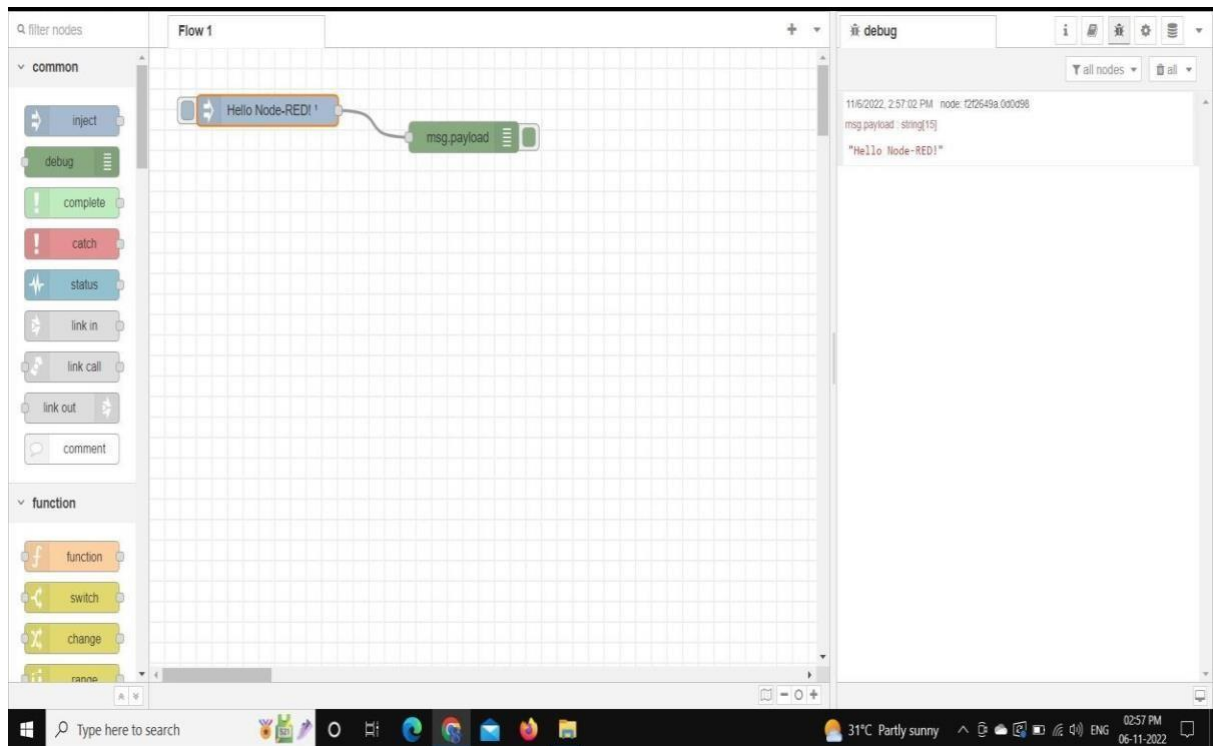 filter nodes
common
inject
debug
complete
catch
status
link in
link call
link out
comment
function
function
switch
change
range
Flow 1
Hello Node-RED! ¹
msg.payload
debug
all nodes
all
11/6/2022, 2:57:02 PM node: f2f2649a.0d0d98
msg.payload : string[15]
"Hello Node-RED!"
Type here to search
31°C Partly sunny
ENG
02:57 PM
06-11-2022